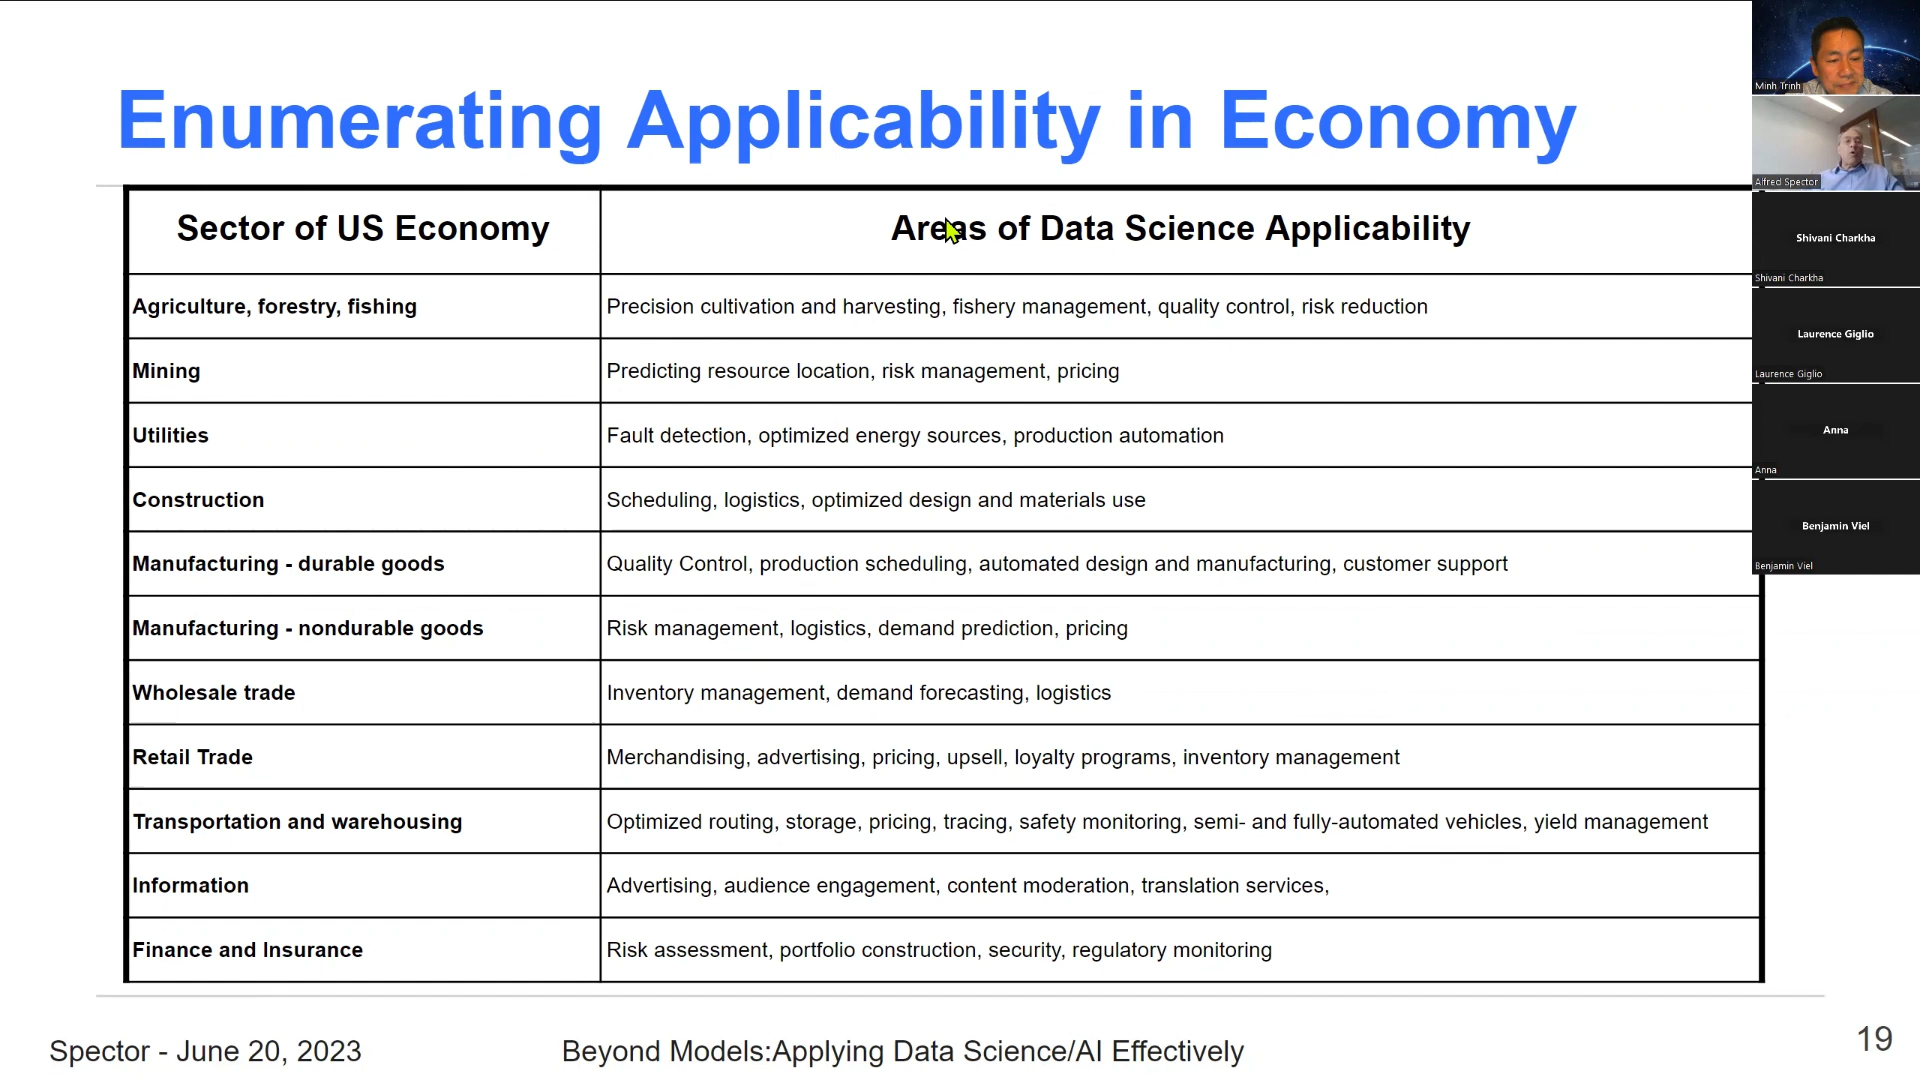 Enumerating Applicability in Economy
Sector of US Economy
Areas of Data Science Applicability
Agriculture, forestry, fishing
Precision cultivation and harvesting, fishery management, quality control, risk reduction
Mining
Predicting resource location, risk management, pricing
Utilities
Fault detection, optimized energy sources, production automation
Construction
Scheduling, logistics, optimized design and materials use
Manufacturing - durable goods
Quality Control, production scheduling, automated design and manufacturing, customer support
Manufacturing - nondurable goods
Risk management, logistics, demand prediction, pricing
Wholesale trade
Inventory management, demand forecasting, logistics
Retail Trade
Merchandising, advertising, pricing, upsell, loyalty programs, inventory management
Transportation and warehousing
Optimized routing, storage, pricing, tracing, safety monitoring, semi- and fully-automated vehicles, yield management
Information
Advertising, audience engagement, content moderation, translation services,
Finance and Insurance
Risk assessment, portfolio construction, security, regulatory monitoring
Spector - June 20, 2023
Beyond Models:Applying Data Science/AI Effectively
19
Minh Trinh
Alfred Spector
Shivani Charkha
Shivani Charkha
Laurence Giglio
Laurence Giglio
Anna
Anna
Benjamin Viel
Benjamin Viel